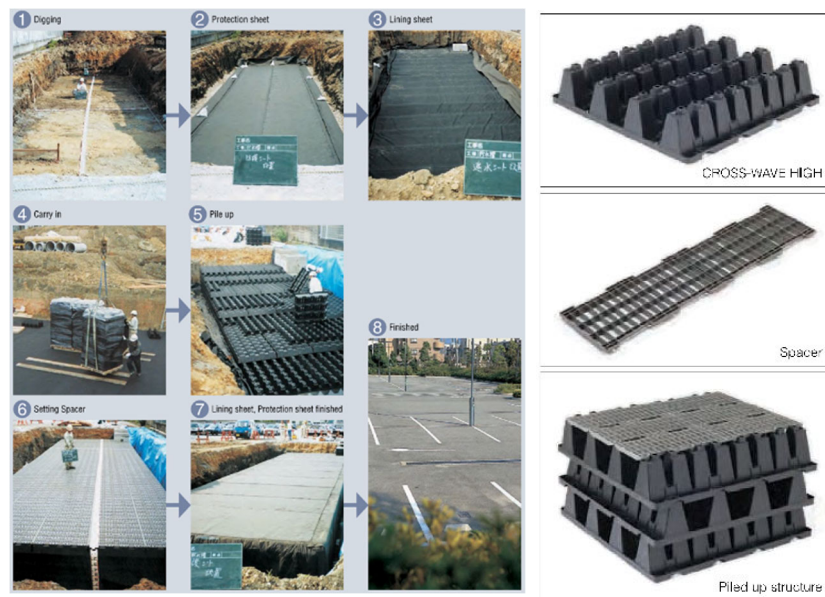 1 Digging
2 Protection sheet
3 Lining sheet
4 Carry in
5 Pile up
6 Setting Spacer
7 Lining sheet, Protection sheet finished
8 Finished
CROSS-WAVE HIGH
Spacer
Piled up structure